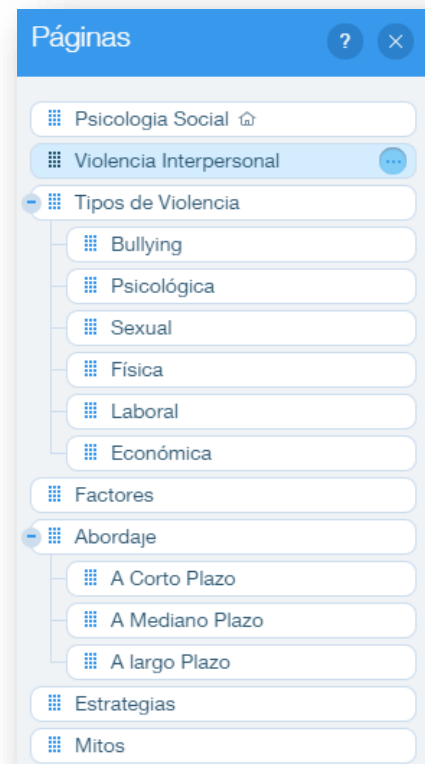 Páginas ?
Psicologia Social
Violencia Interpersonal
Tipos de Violencia
Bullying
Psicológica
Sexual
Física
Laboral
Económica
Factores
Abordaje
A Corto Plazo
A Mediano Plazo
A largo Plazo
Estrategias
Mitos